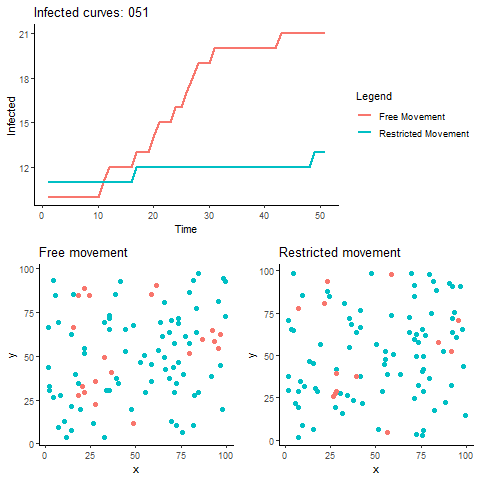 Infected curves: 051
21
18
15
12
Infected
0
10
20
30
40
50
Time
Legend
Free Movement
Restricted Movement
Free movement
100
75
50
25
0
y
0
25
50
75
100
x
Restricted movement
100
75
50
25
0
y
0
25
50
75
100
x